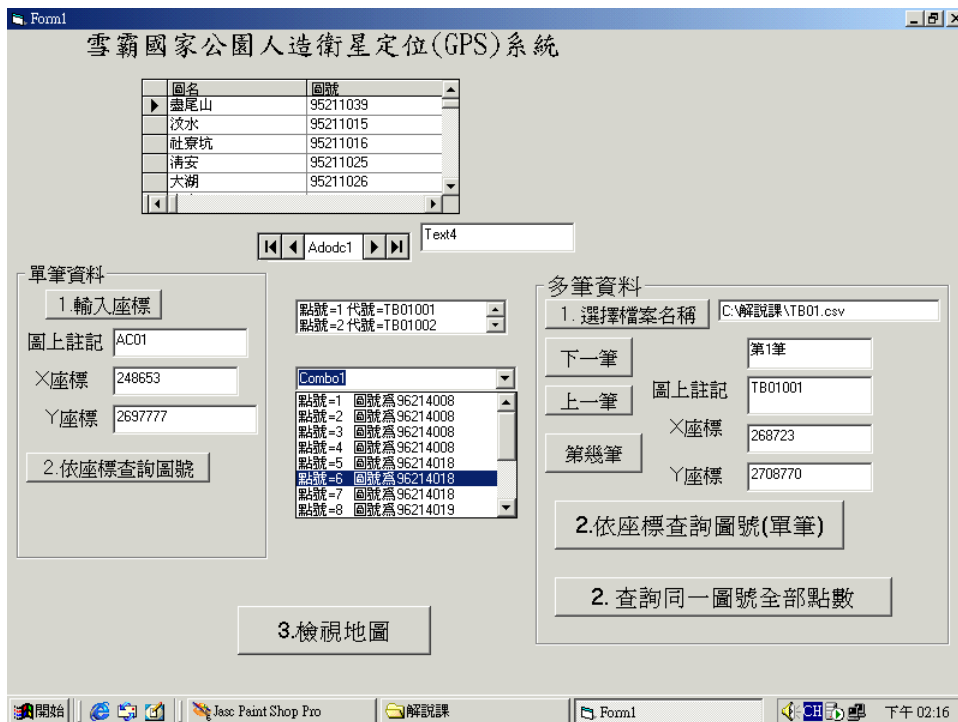 Form1
雪霸國家公園人造衛星定位(GPS)系統
圖名 圖號
盡尾山 95211039
汶水 95211015
社寮坑 95211016
清安 95211025
大湖 95211026
Adodc1
Text4
單筆資料
1.輸入座標
圖上註記 AC01
X座標 248653
Y座標 2697777
2.依座標查詢圖號
點號=1 代號=TB01001
點號=2 代號=TB01002
Combo1
點號=1 圖號為96214008
點號=2 圖號為96214008
點號=3 圖號為96214008
點號=4 圖號為96214008
點號=5 圖號為96214018
點號=6 圖號為96214018
點號=7 圖號為96214018
點號=8 圖號為96214019
多筆資料
1. 選擇檔案名稱 C:\解說課\TB01.csv
下一筆 第1筆
上一筆 圖上註記 TB01001
第幾筆 X座標 268723
Y座標 2708770
2.依座標查詢圖號(單筆)
2. 查詢同一圖號全部點數
3.檢視地圖
開始 Jasc Paint Shop Pro 解說課 Form1 CH 下午 02:16